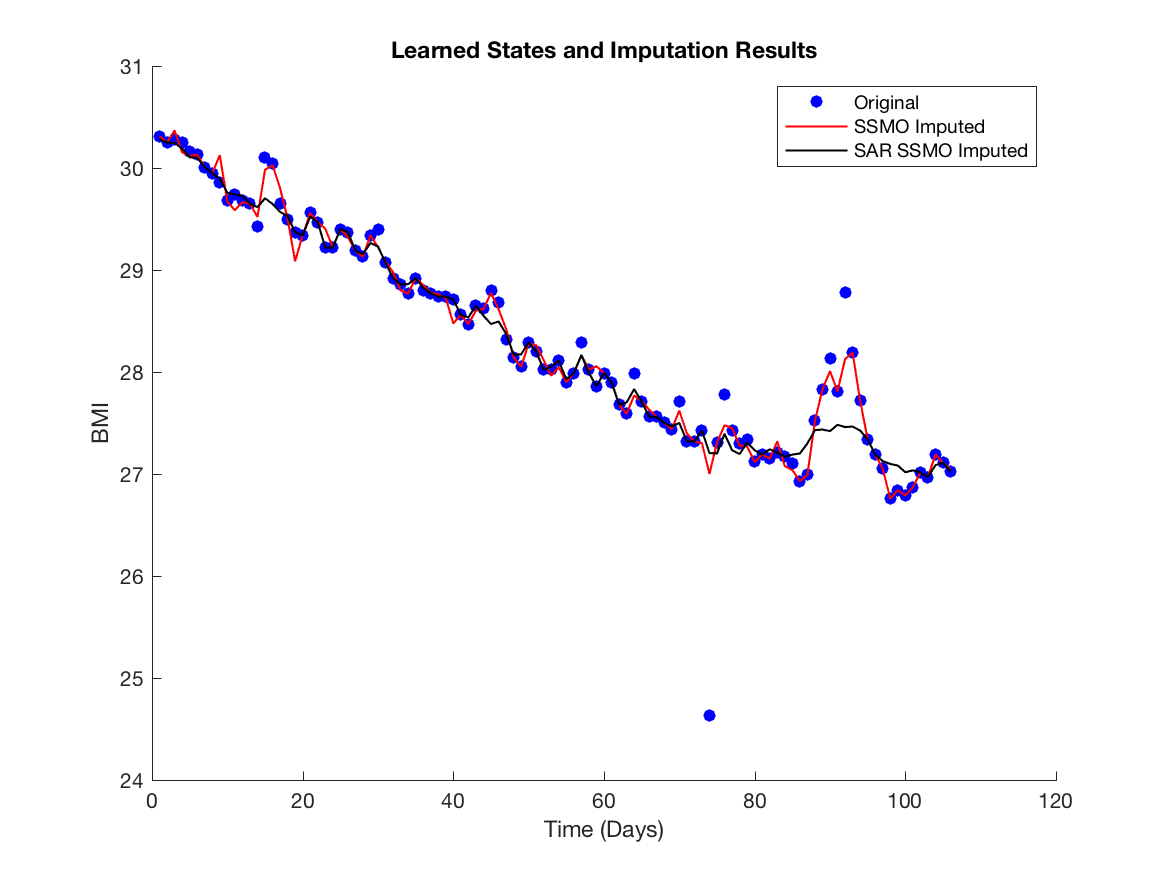 Learned States and Imputation Results
31
30
29
28
27
26
25
24
BMI
Original
SSMO Imputed
SAR SSMO Imputed
0
20
40
60
80
100
120
Time (Days)